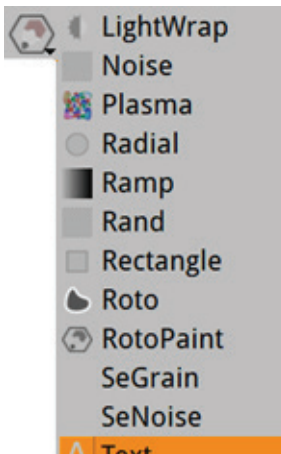 LightWrap
Noise
Plasma
Radial
Ramp
Rand
Rectangle
Roto
RotoPaint
SeGrain
SeNoise
Text